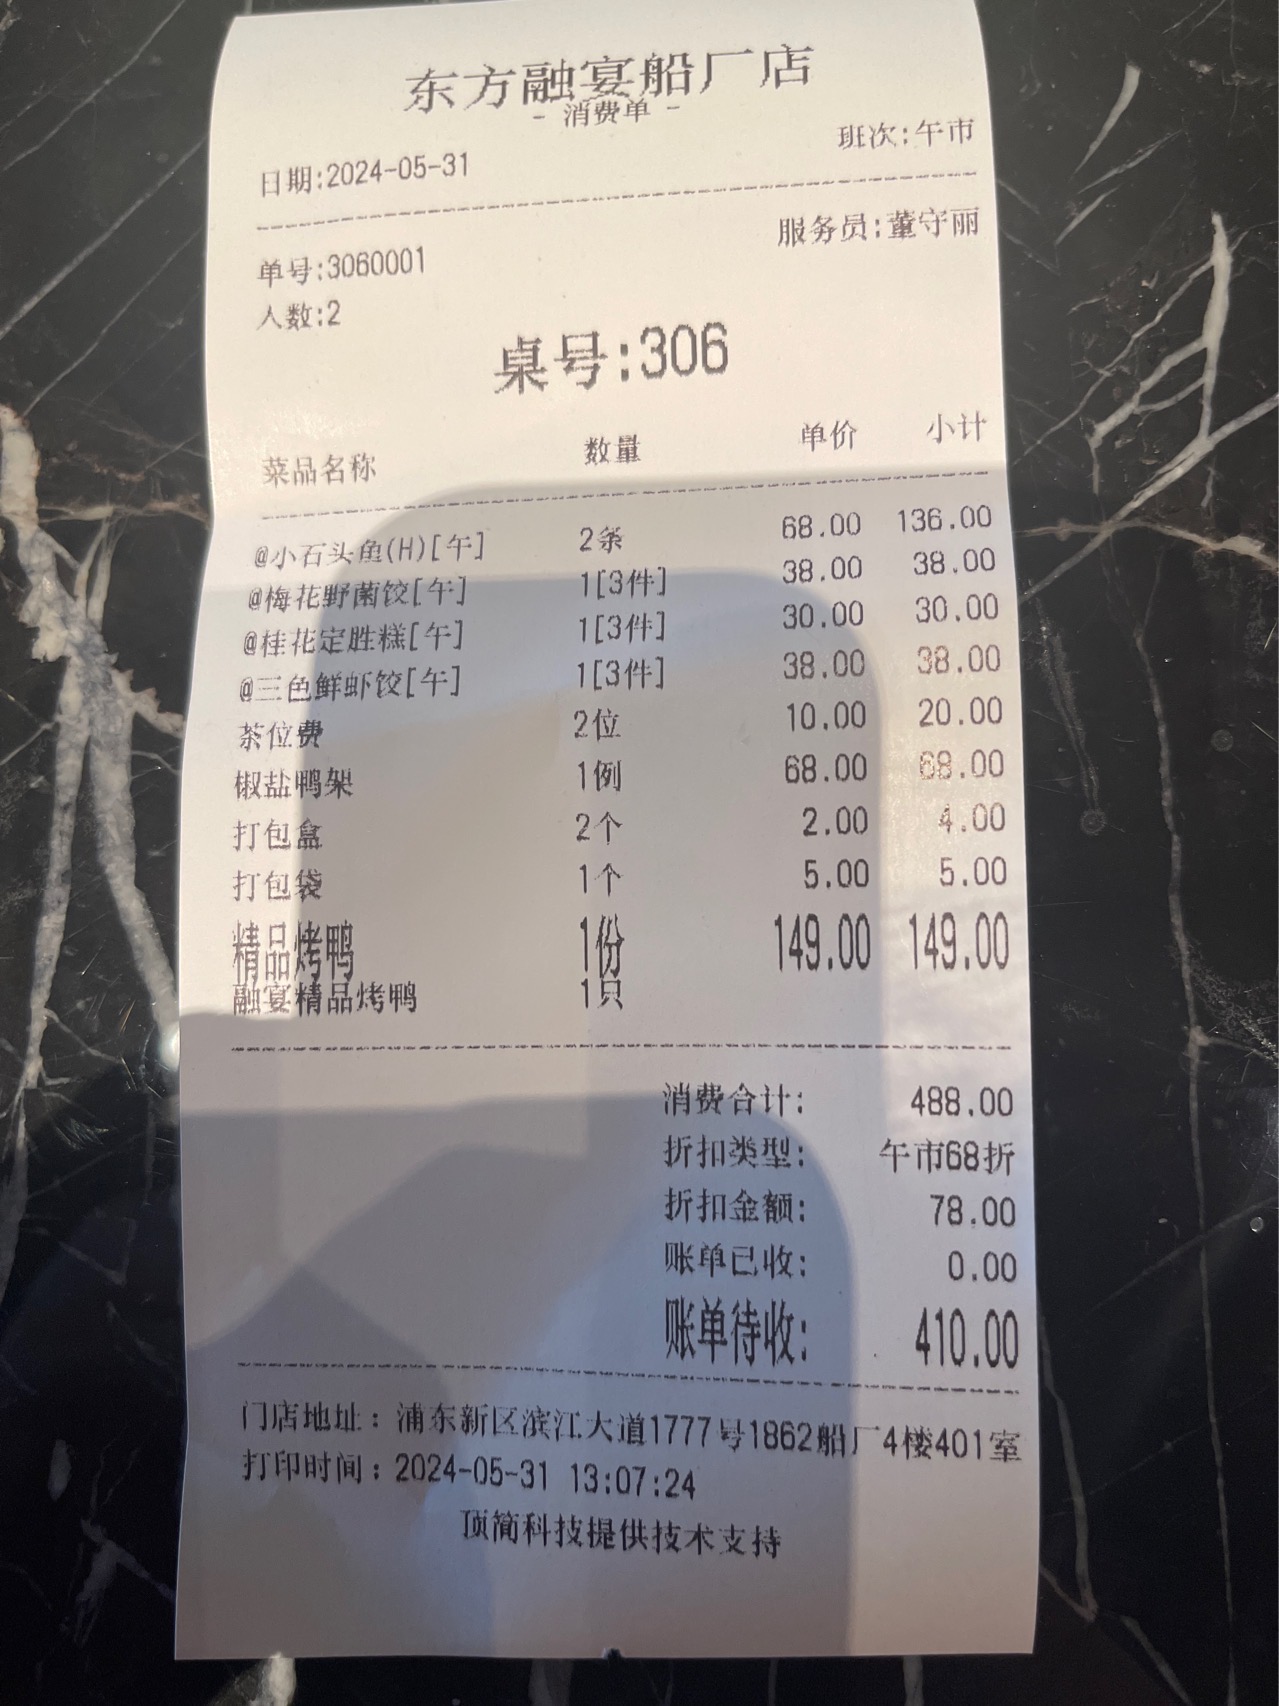 东方融宴船厂店
- 消费单 -
日期:2024-05-31 班次:午市
单号:3060001 服务员:董守丽
人数:2
桌号:306
菜品名称 数量 单价 小计
@小石头鱼(H)[午] 2条 68.00 136.00
@梅花野菌饺[午] 1[3件] 38.00 38.00
@桂花定胜糕[午] 1[3件] 30.00 30.00
@三色鲜虾饺[午] 1[3件] 38.00 38.00
茶位费 2位 10.00 20.00
椒盐鸭架 1例 68.00 68.00
打包盒 2个 2.00 4.00
打包袋 1个 5.00 5.00
精品烤鸭 1份 149.00 149.00
融宴精品烤鸭 1只
消费合计: 488.00
折扣类型: 午市68折
折扣金额: 78.00
账单已收: 0.00
账单待收: 410.00
门店地址：浦东新区滨江大道1777号1862船厂4楼401室
打印时间：2024-05-31 13:07:24
顶简科技提供技术支持